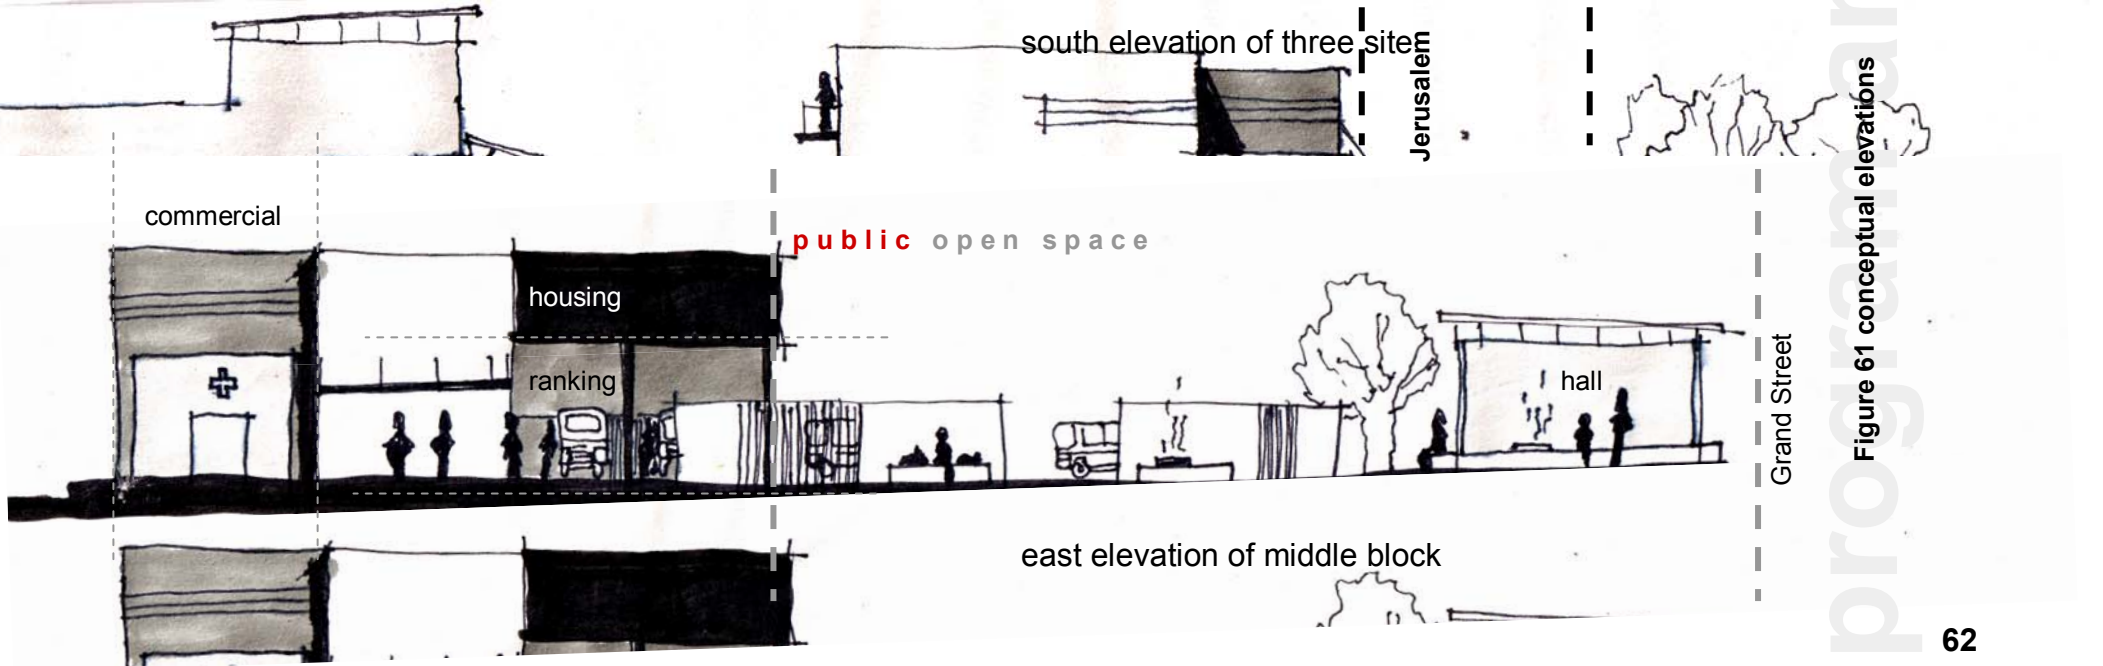 south elevation of three sites
Jerusalem
commercial
public open space
housing
ranking
hall
Grand Street
east elevation of middle block
Figure 61 conceptual elevations
62